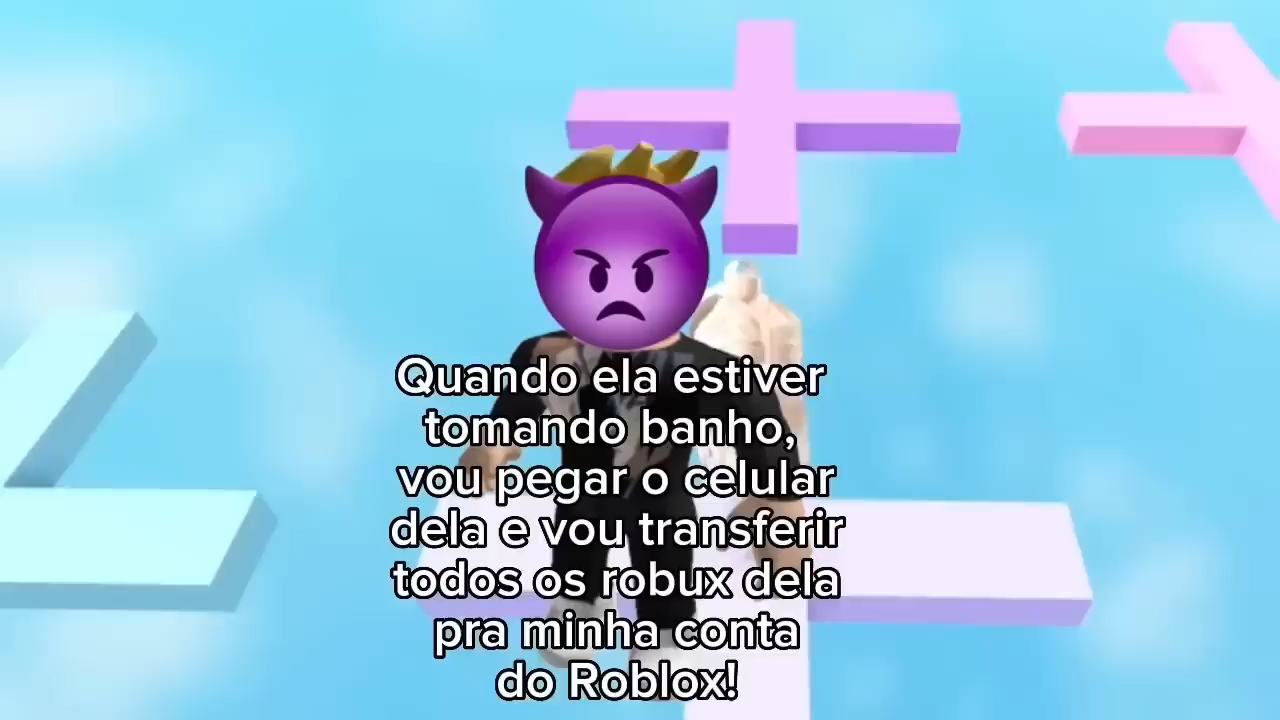 Quando ela estiver
tomando banho,
vou pegar o celular
dela e vou transferir
todos os robux dela
pra minha conta
do Roblox!